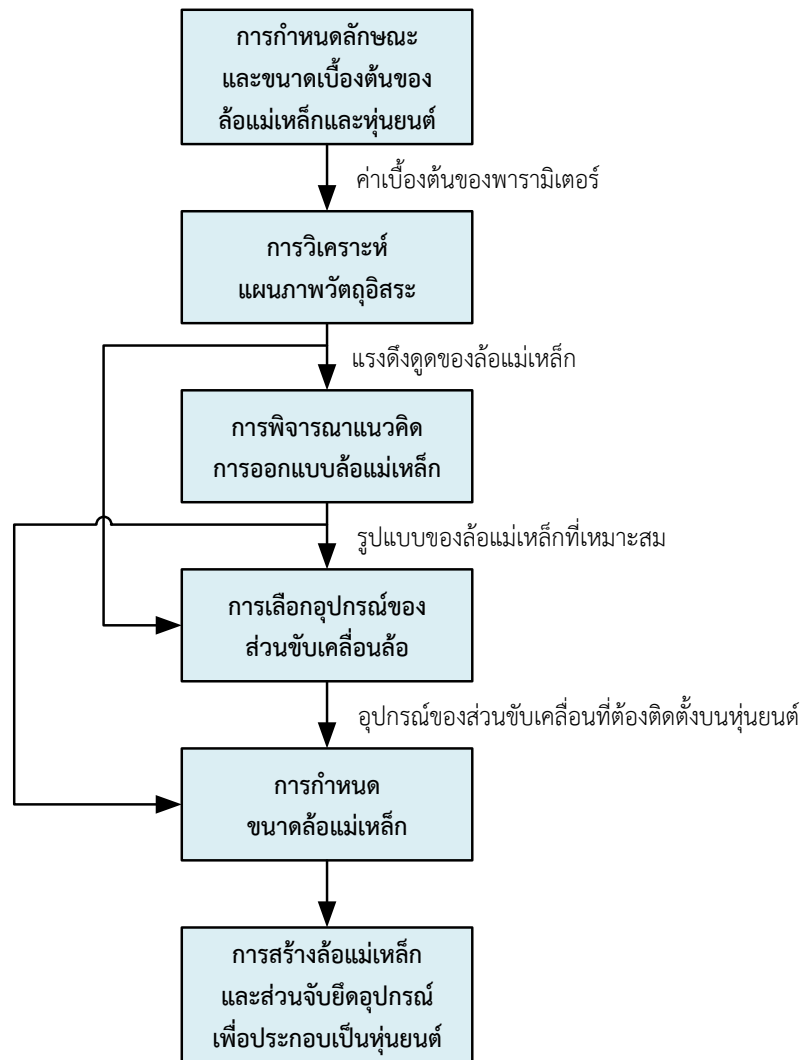 การกำหนดลักษณะ
และขนาดเบื้องต้นของ
ล้อแม่เหล็กและหุ่นยนต์
ค่าเบื้องต้นของพารามิเตอร์
การวิเคราะห์
แผนภาพวัตถุอิสระ
แรงดึงดูดของล้อแม่เหล็ก
การพิจารณาแนวคิด
การออกแบบล้อแม่เหล็ก
รูปแบบของล้อแม่เหล็กที่เหมาะสม
การเลือกอุปกรณ์ของ
ส่วนขับเคลื่อนล้อ
อุปกรณ์ของส่วนขับเคลื่อนที่ต้องติดตั้งบนหุ่นยนต์
การกำหนด
ขนาดล้อแม่เหล็ก
การสร้างล้อแม่เหล็ก
และส่วนจับยึดอุปกรณ์
เพื่อประกอบเป็นหุ่นยนต์